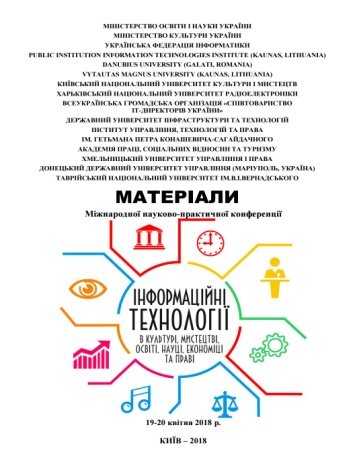 МІНІСТЕРСТВО ОСВІТИ І НАУКИ УКРАЇНИ
МІНІСТЕРСТВО КУЛЬТУРИ УКРАЇНИ
УКРАЇНСЬКА ФЕДЕРАЦІЯ ІНФОРМАТИКИ
PUBLIC INSTITUTION INFORMATION TECHNOLOGIES INSTITUTE (KAUNAS, LITHUANIA)
DANUBIUS UNIVERSITY (GALATI, ROMANIA)
VYTAUTAS MAGNUS UNIVERSITY (KAUNAS, LITHUANIA)
КИЇВСЬКИЙ НАЦІОНАЛЬНИЙ УНІВЕРСИТЕТ КУЛЬТУРИ І МИСТЕЦТВ
ХАРЬКІВСЬКИЙ НАЦІОНАЛЬНИЙ УНІВЕРСИТЕТ РАДІОЕЛЕКТРОНІКИ
ВСЕУКРАЇНСЬКА ГРОМАДСЬКА ОРГАНІЗАЦІЯ «СПІВТОВАРИСТВО
ІТ-ДИРЕКТОРІВ УКРАЇНИ»
ДЕРЖАВНИЙ УНІВЕРСИТЕТ ІНФРАСТРУКТУРИ ТА ТЕХНОЛОГІЙ
ІНСТИТУТ УПРАВЛІННЯ, ТЕХНОЛОГІЙ ТА ПРАВА
ІМ. ГЕТЬМАНА ПЕТРА КОНАШЕВИЧА-САГАЙДАЧНОГО
АКАДЕМІЯ ПРАЦІ, СОЦІАЛЬНИХ ВІДНОСИН ТА ТУРИЗМУ
ХМЕЛЬНИЦЬКИЙ УНІВЕРСИТЕТ УПРАВЛІННЯ І ПРАВА
ДОНЕЦЬКИЙ ДЕРЖАВНИЙ УНІВЕРСИТЕТ УПРАВЛІННЯ (МАРІУПОЛЬ, УКРАЇНА)
ТАВРІЙСЬКИЙ НАЦІОНАЛЬНИЙ УНІВЕРСИТЕТ ІМ.В.І.ВЕРНАДСЬКОГО
МАТЕРІАЛИ
Міжнародної науково-практичної конференції
ІНФОРМАЦІЙНІ
ТЕХНОЛОГІЇ
В КУЛЬТУРІ, МИСТЕЦТВІ,
ОСВІТІ, НАУЦІ, ЕКОНОМІЦІ
ТА ПРАВІ
19-20 квітня 2018 р.
КИЇВ – 2018